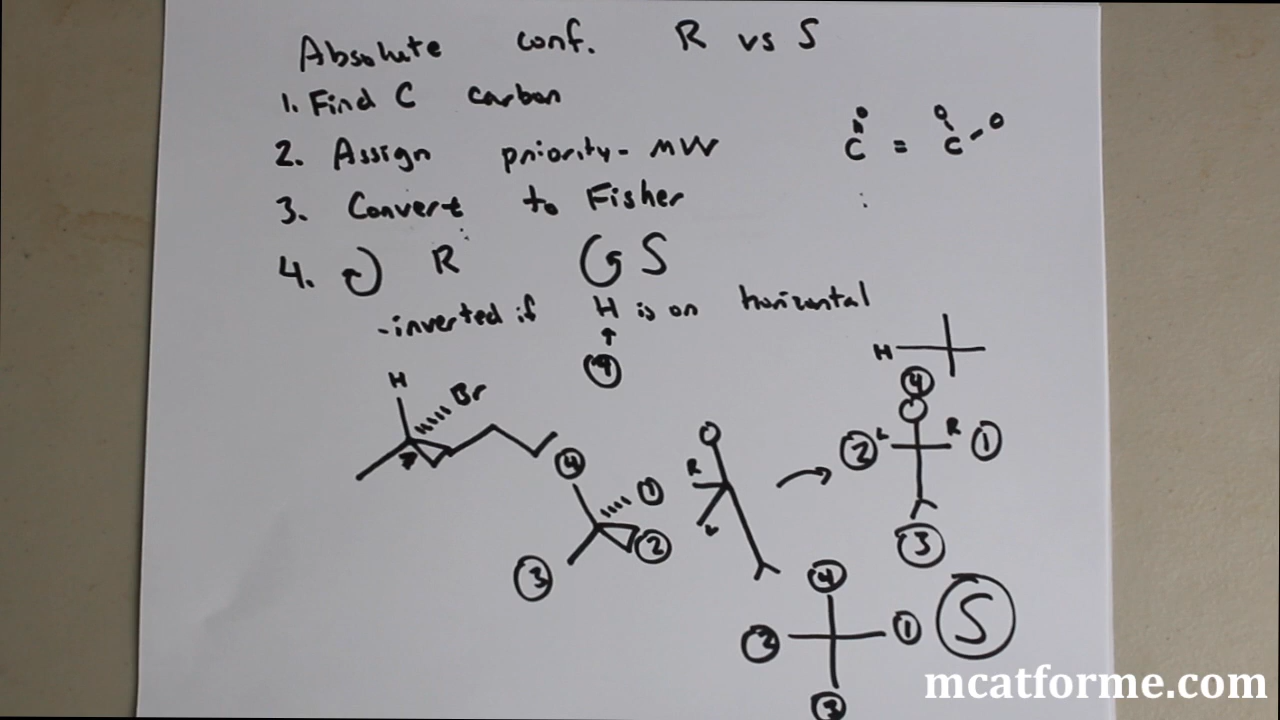 Absolute conf. R vs S
1. Find C carbon
2. Assign priority - MW
3. Convert to Fisher
4. R S
- inverted if H is on horizontal
4
O O O
C = C
H Br
4
1
2
3
R
L
H
4
2 L R 1
3
4
2 1
3
S
mcatforme.com